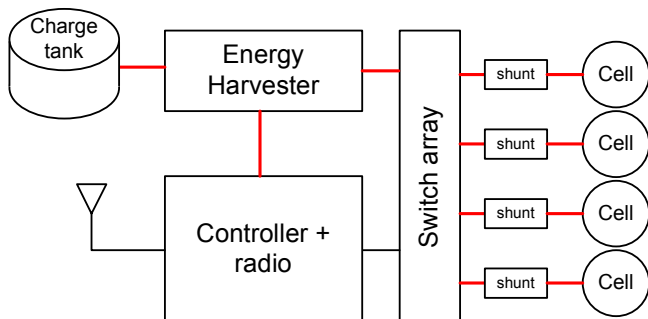 Charge
tank
Energy
Harvester
Controller +
radio
Switch array
shunt
Cell
shunt
Cell
shunt
Cell
shunt
Cell